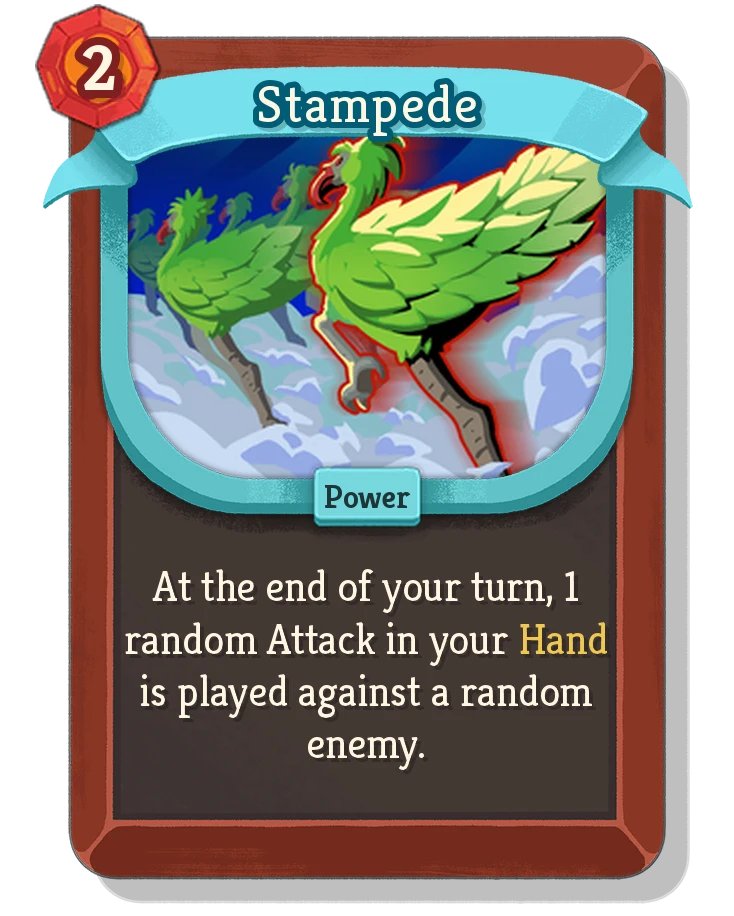 2
Stampede
Power
At the end of your turn, 1
random Attack in your Hand
is played against a random
enemy.